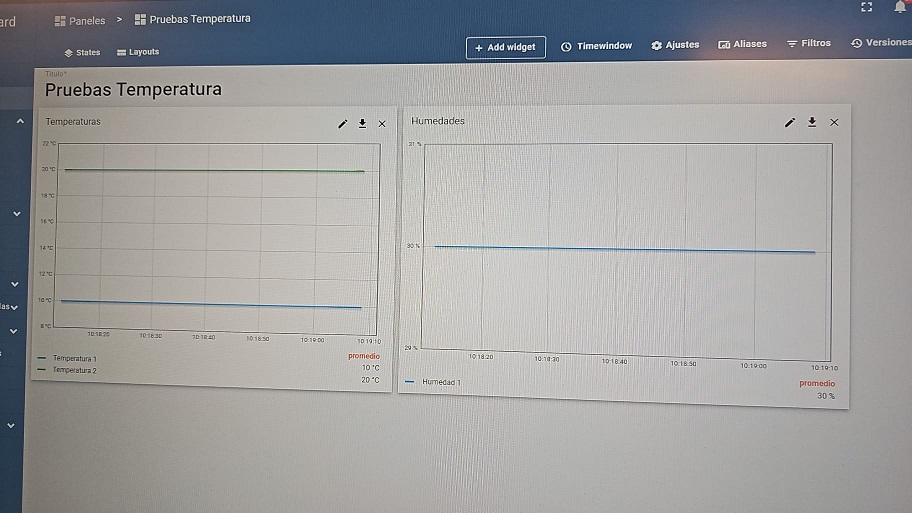 ard
Paneles > Pruebas Temperatura
States Layouts
+ Add widget Timewindow Ajustes Aliases Filtros Versiones
Título*
Pruebas Temperatura
Temperaturas
22 °C
20 °C
18 °C
16 °C
14 °C
12 °C
10 °C
8 °C
10:18:20 10:18:30 10:18:40 10:18:50 10:19:00 10:19:10
promedio
Temperatura 1 10 °C
Temperatura 2 20 °C
Humedades
31 %
30 %
29 %
10:18:20 10:18:30 10:18:40 10:18:50 10:19:00 10:19:10
promedio
Humedad 1 30 %
las